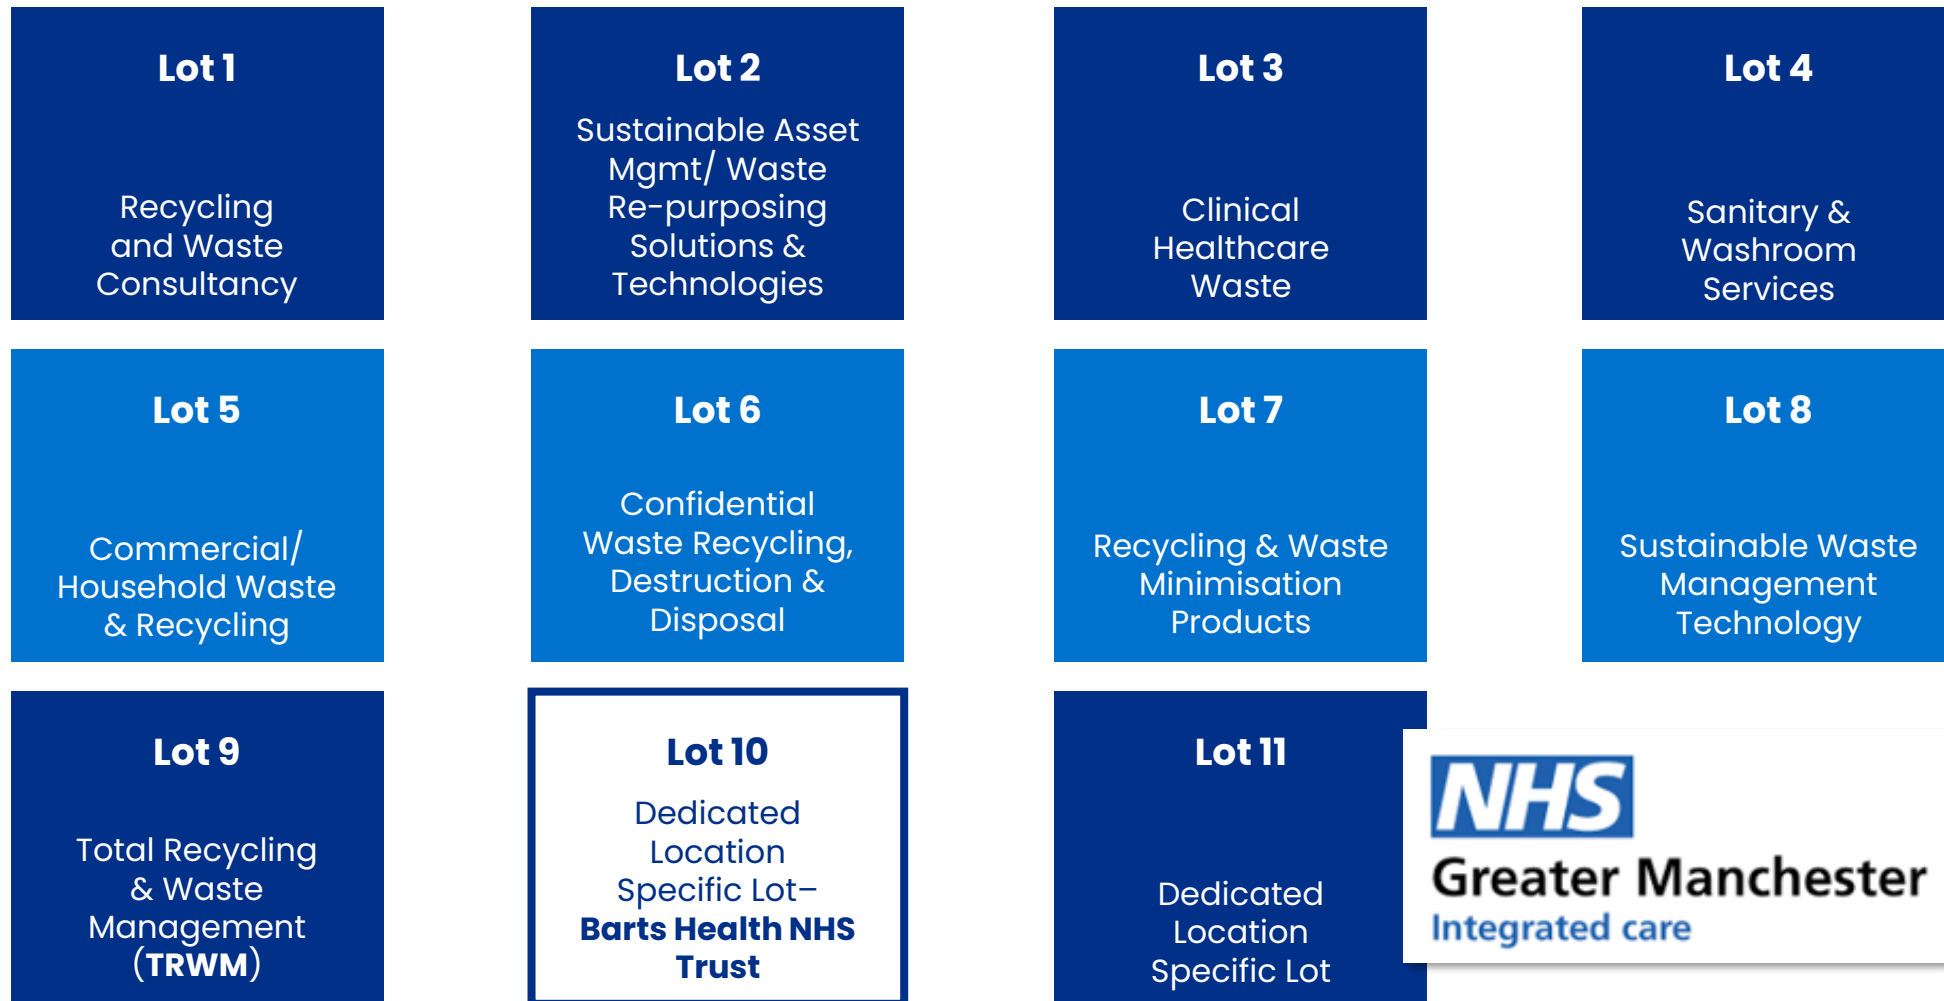 Lot 1
Recycling
and Waste
Consultancy
Lot 2
Sustainable Asset
Mgmt/ Waste
Re-purposing
Solutions &
Technologies
Lot 3
Clinical
Healthcare
Waste
Lot 4
Sanitary &
Washroom
Services
Lot 5
Commercial/
Household Waste
& Recycling
Lot 6
Confidential
Waste Recycling,
Destruction &
Disposal
Lot 7
Recycling & Waste
Minimisation
Products
Lot 8
Sustainable Waste
Management
Technology
Lot 9
Total Recycling
& Waste
Management
(TRWM)
Lot 10
Dedicated
Location
Specific Lot–
Barts Health NHS
Trust
Lot 11
Dedicated
Location
Specific Lot
NHS
Greater Manchester
Integrated care